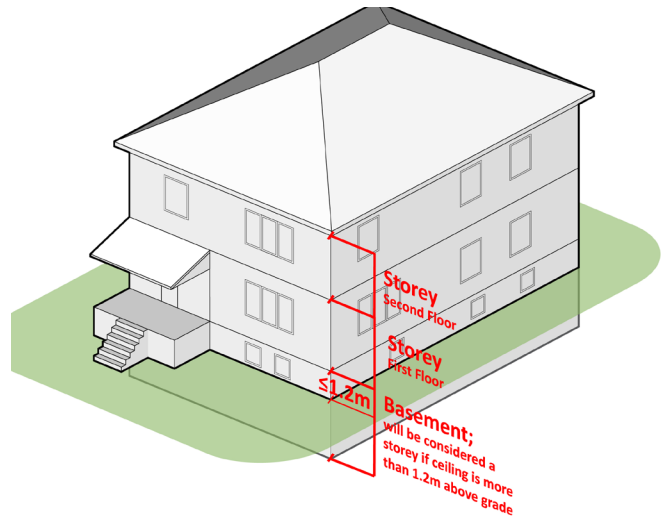 Storey
Second Floor
Storey
First Floor
≤1.2m
Basement;
will be considered a
storey if ceiling is more
than 1.2m above grade